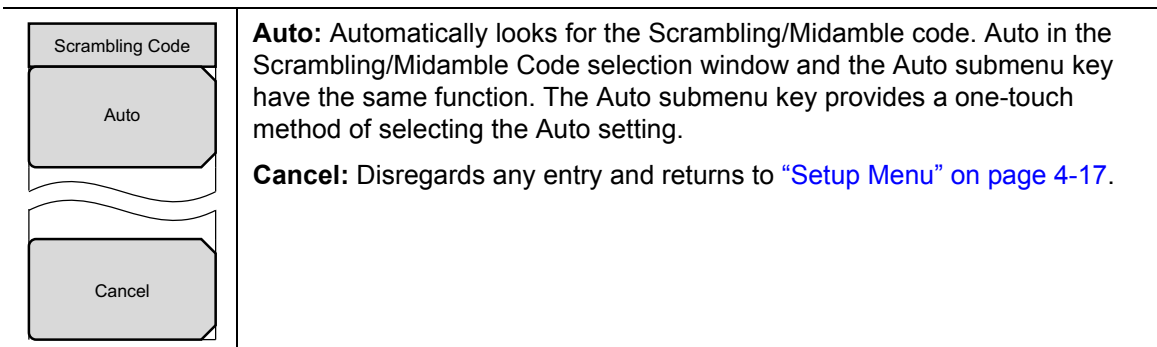 Scrambling Code
Auto
Cancel
Auto: Automatically looks for the Scrambling/Midamble code. Auto in the
Scrambling/Midamble Code selection window and the Auto submenu key
have the same function. The Auto submenu key provides a one-touch
method of selecting the Auto setting.
Cancel: Disregards any entry and returns to “Setup Menu” on page 4-17.